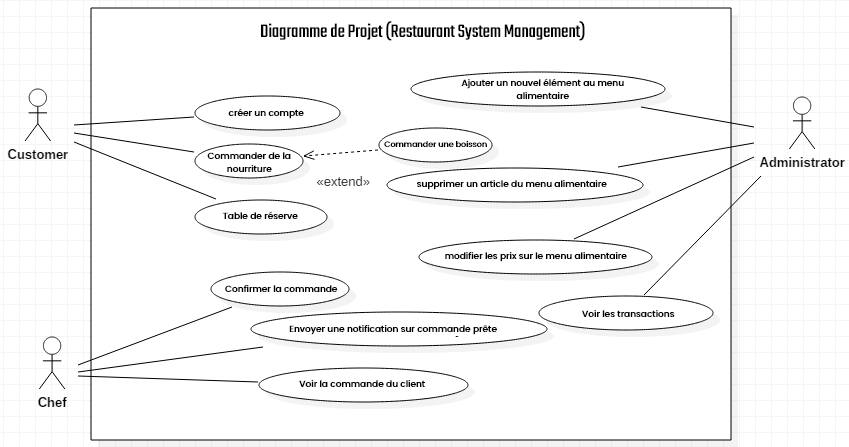 Diagramme de Projet (Restaurant System Management)
Ajouter un nouvel élément au menu
alimentaire
créer un compte
Commander une boisson
Customer
Commander de la
nourriture
Administrator
«extend»
supprimer un article du menu alimentaire
Table de réserve
modifier les prix sur le menu alimentaire
Confirmer la commande
Voir les transactions
Envoyer une notification sur commande prête
Voir la commande du client
Chef